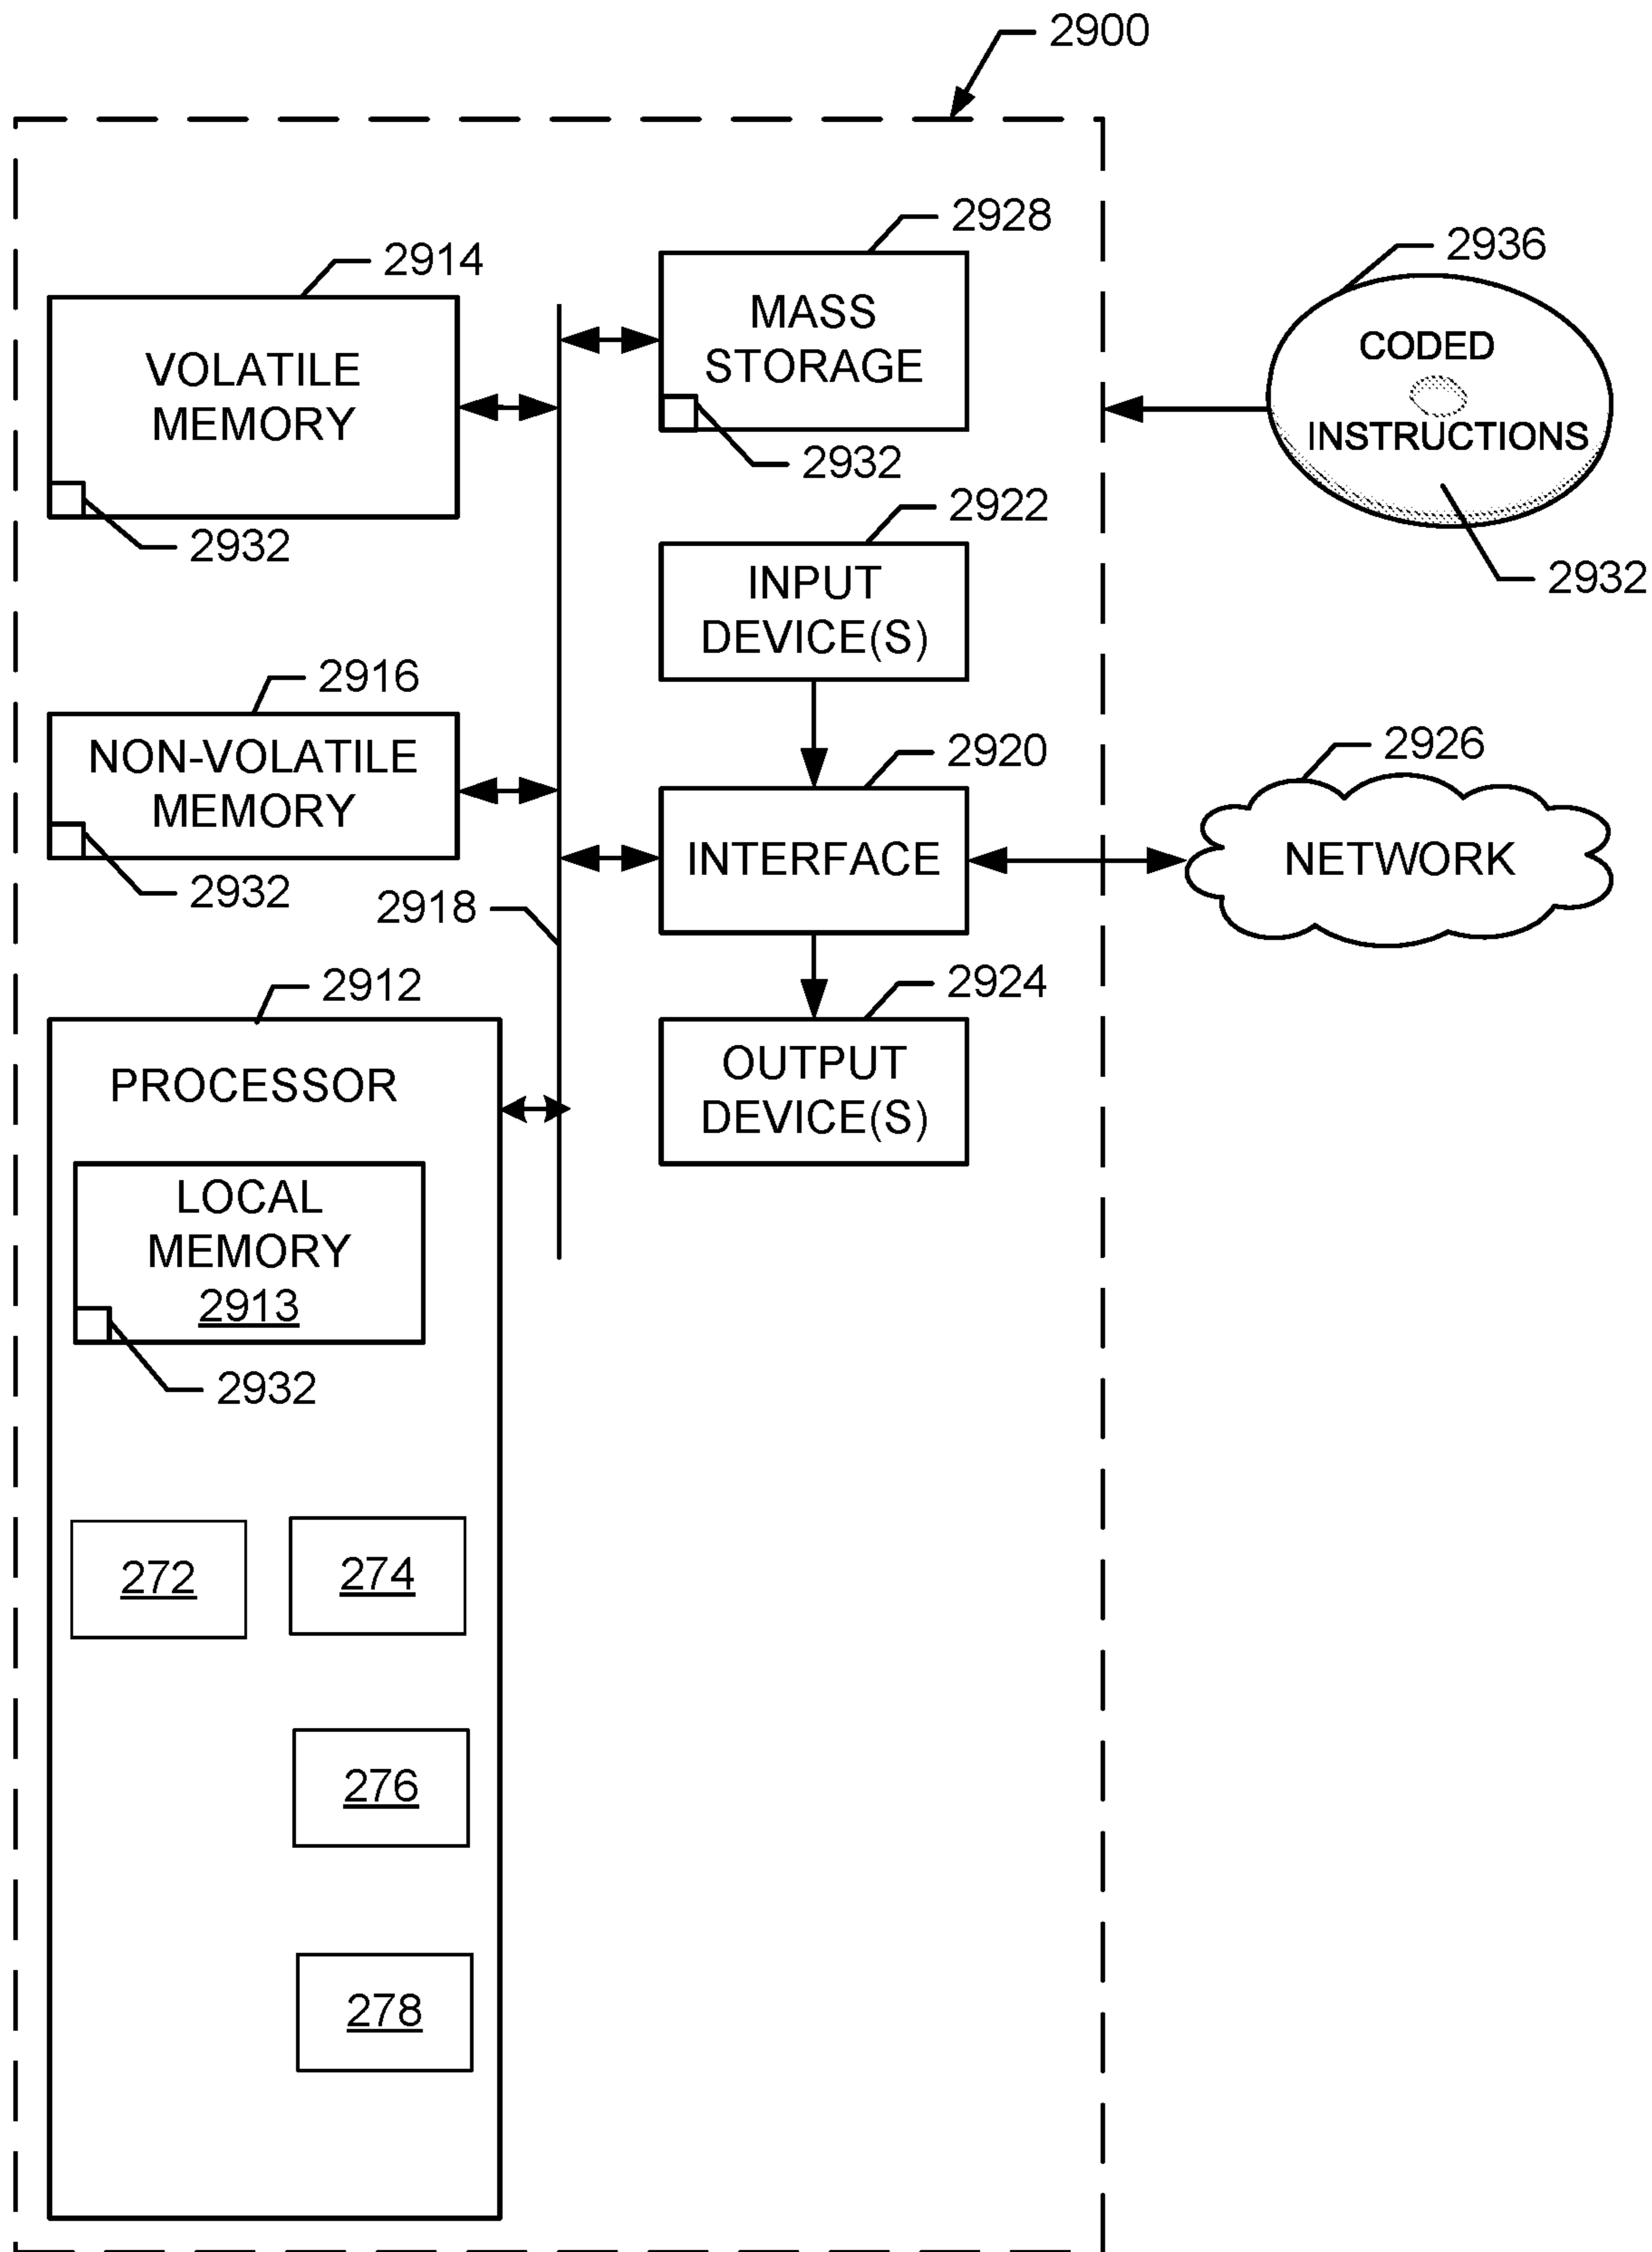 2900
2928
2914
2936
MASS
STORAGE
VOLATILE
MEMORY
CODED
INSTRUCTIONS
2932
2932
2922
2932
INPUT
DEVICE(S)
2916
2920
2926
NON-VOLATILE
MEMORY
INTERFACE
NETWORK
2932
2918
2912
2924
PROCESSOR
OUTPUT
DEVICE(S)
LOCAL
MEMORY
2913
2932
272
274
276
278